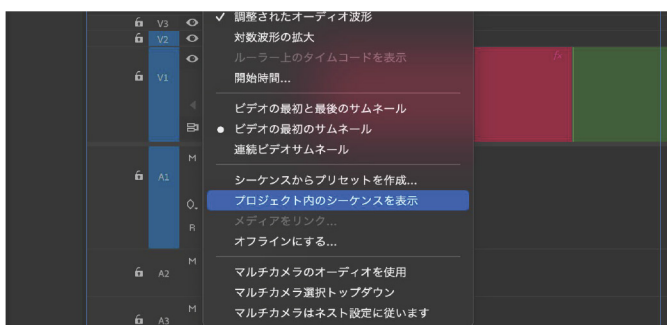 V3
✓ 調整されたオーディオ波形
V2
対数波形の拡大
ルーラー上のタイムコードを表示
fx
V1
開始時間...
ビデオの最初と最後のサムネール
● ビデオの最初のサムネール
連続ビデオサムネール
M
A1
シーケンスからプリセットを作成...
プロジェクト内のシーケンスを表示
R
メディアをリンク...
オフラインにする...
M
A2
マルチカメラのオーディオを使用
マルチカメラ選択トップダウン
M
A3
マルチカメラはネスト設定に従います